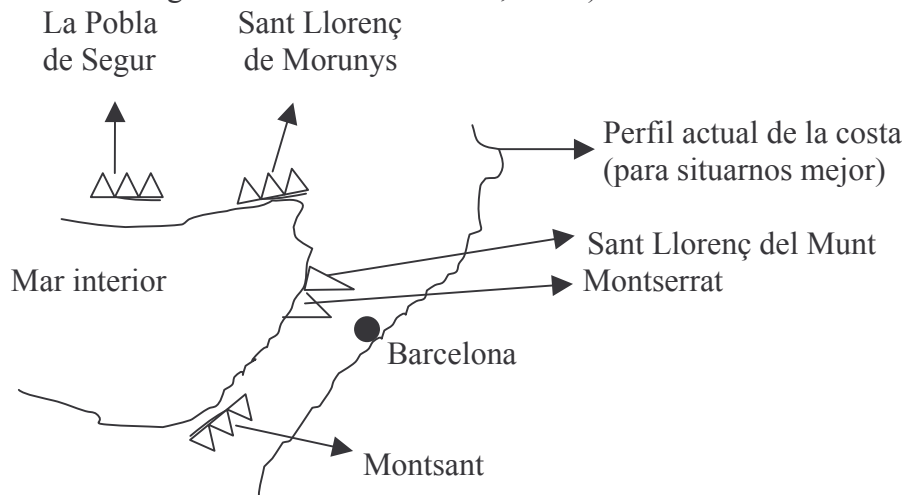 La Pobla
de Segur
Sant Llorenç
de Morunys
Perfil actual de la costa
(para situarnos mejor)
Sant Llorenç del Munt
Mar interior
Montserrat
Barcelona
Montsant